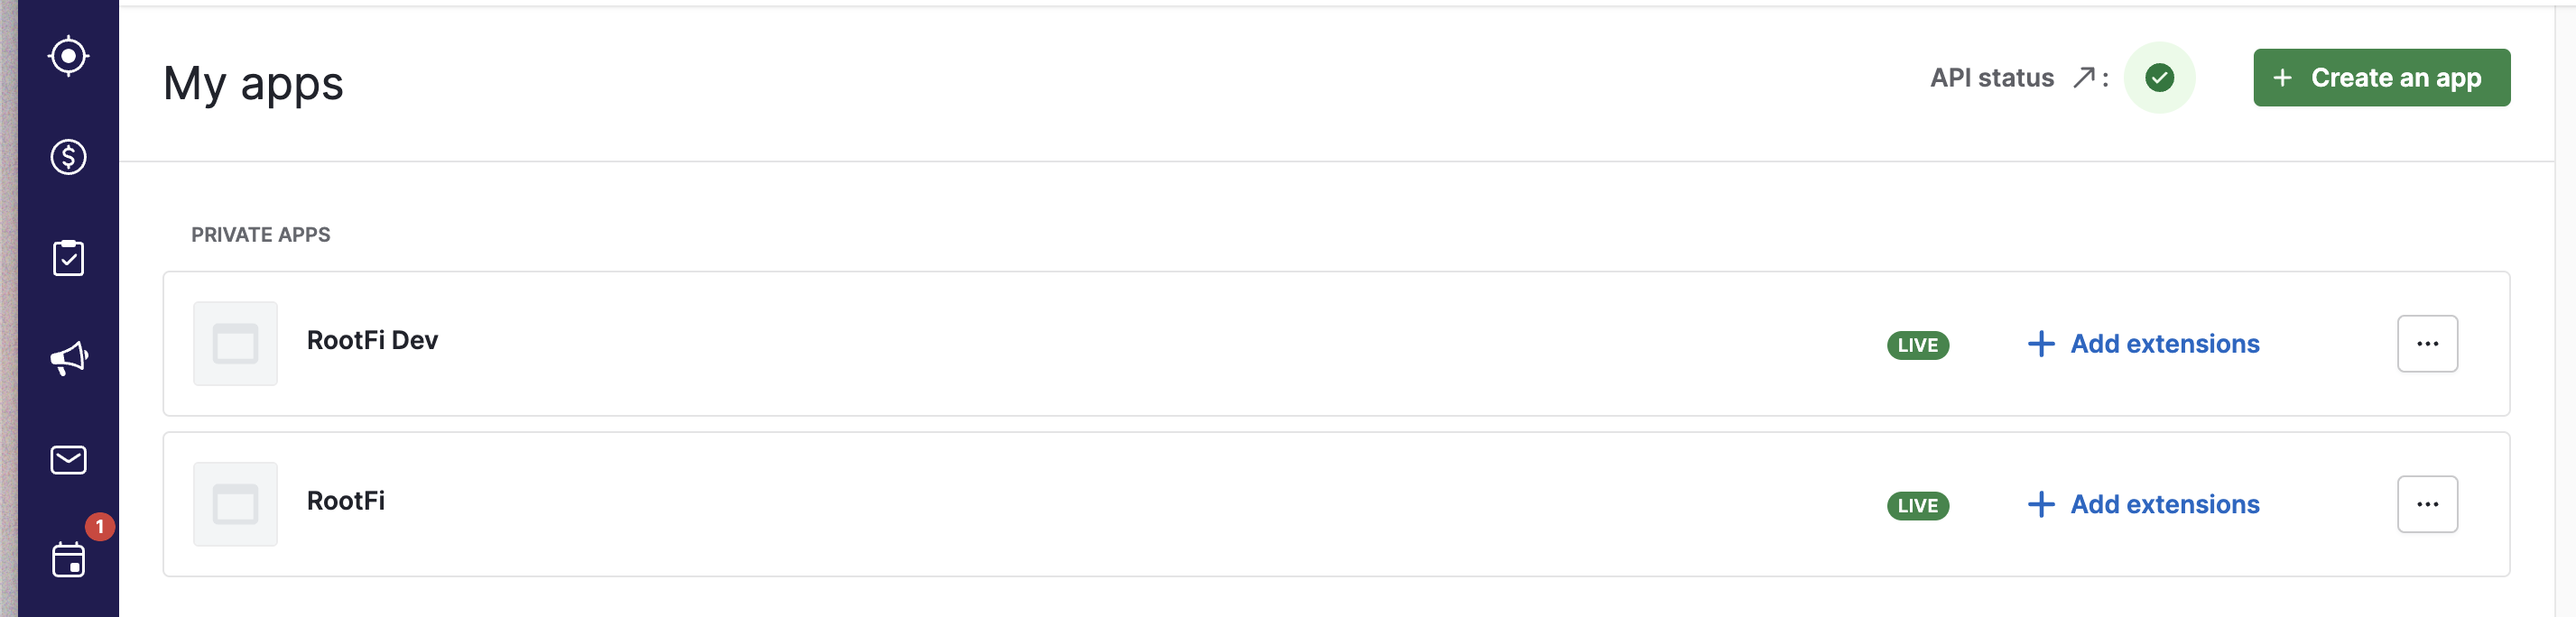 My apps
API status ↗ :
+ Create an app
PRIVATE APPS
RootFi Dev
LIVE
+ Add extensions
...
RootFi
LIVE
+ Add extensions
...
1